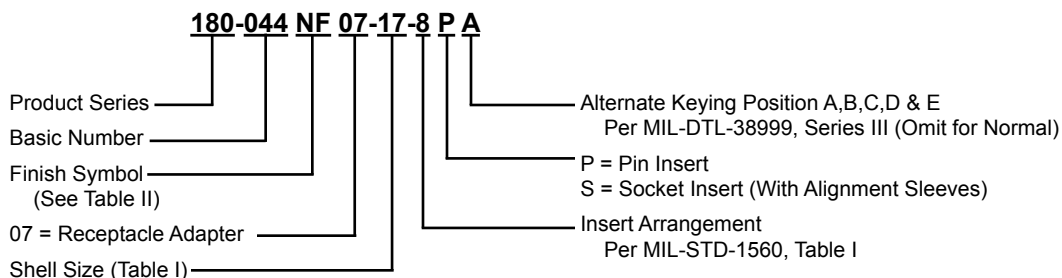 180-044 NF 07-17-8 P A
Product Series
Basic Number
Finish Symbol
(See Table II)
07 = Receptacle Adapter
Shell Size (Table I)
Alternate Keying Position A,B,C,D & E
Per MIL-DTL-38999, Series III (Omit for Normal)
P = Pin Insert
S = Socket Insert (With Alignment Sleeves)
Insert Arrangement
Per MIL-STD-1560, Table I